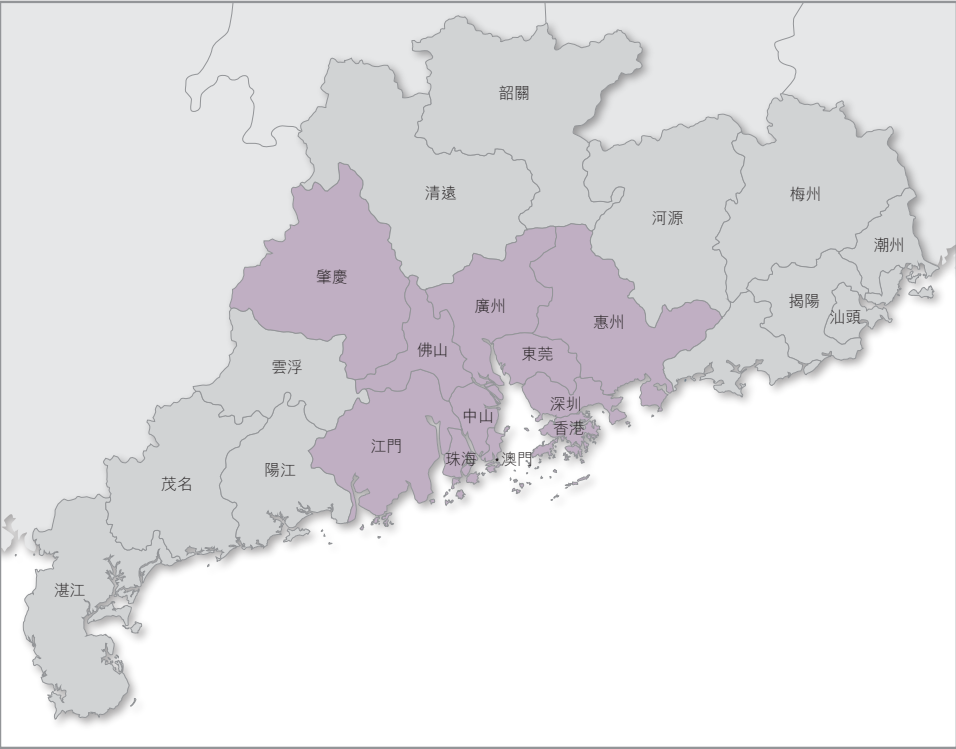 韶關
清遠
梅州
河源
潮州
肇慶
揭陽
廣州
汕頭
惠州
佛山
東莞
雲浮
深圳
中山
香港
江門
珠海
澳門
陽江
茂名
湛江